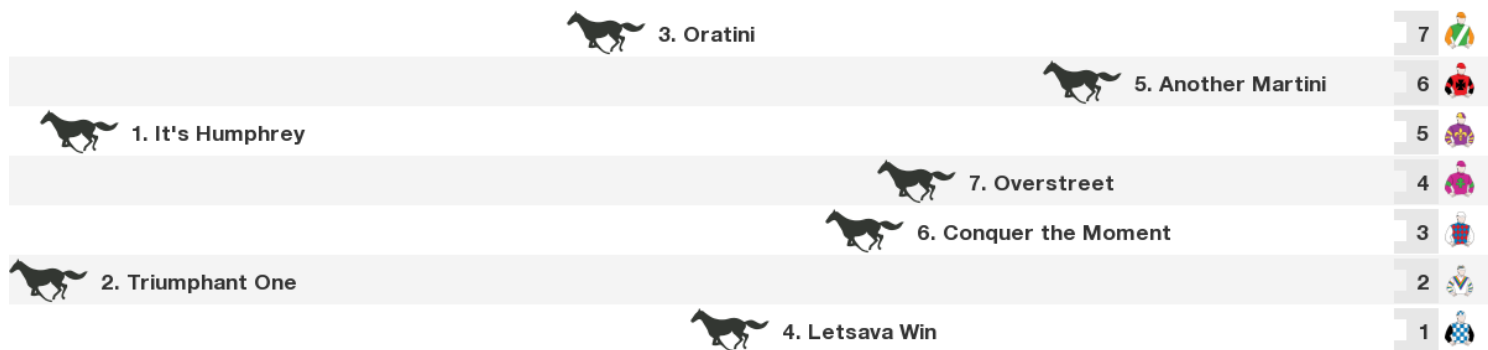 3. Oratini 7
5. Another Martini 6
1. It's Humphrey 5
7. Overstreet 4
6. Conquer the Moment 3
2. Triumphant One 2
4. Letsava Win 1